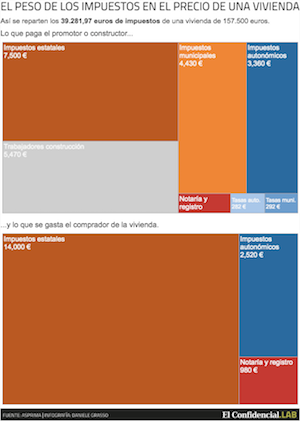 EL PESO DE LOS IMPUESTOS EN EL PRECIO DE UNA VIVIENDA
Así se reparten los 39.281,97 euros de impuestos de una vivienda de 157.500 euros.
Lo que paga el promotor o constructor...
Impuestos estatales
7,500 €
Impuestos
municipales
4,430 €
Impuestos
autonómicos
3,360 €
Trabajadores construcción
5,470 €
Notaría y
registro
Tasas auto.
282 €
Tasas muni.
282 €
...y lo que se gasta el comprador de la vivienda.
Impuestos estatales
14,000 €
Impuestos
autonómicos
2,520 €
Notaría y registro
980 €
FUENTE: ASPRIMA | INFOGRAFÍA: DANIELE GRASSO
El Confidencial.LAB